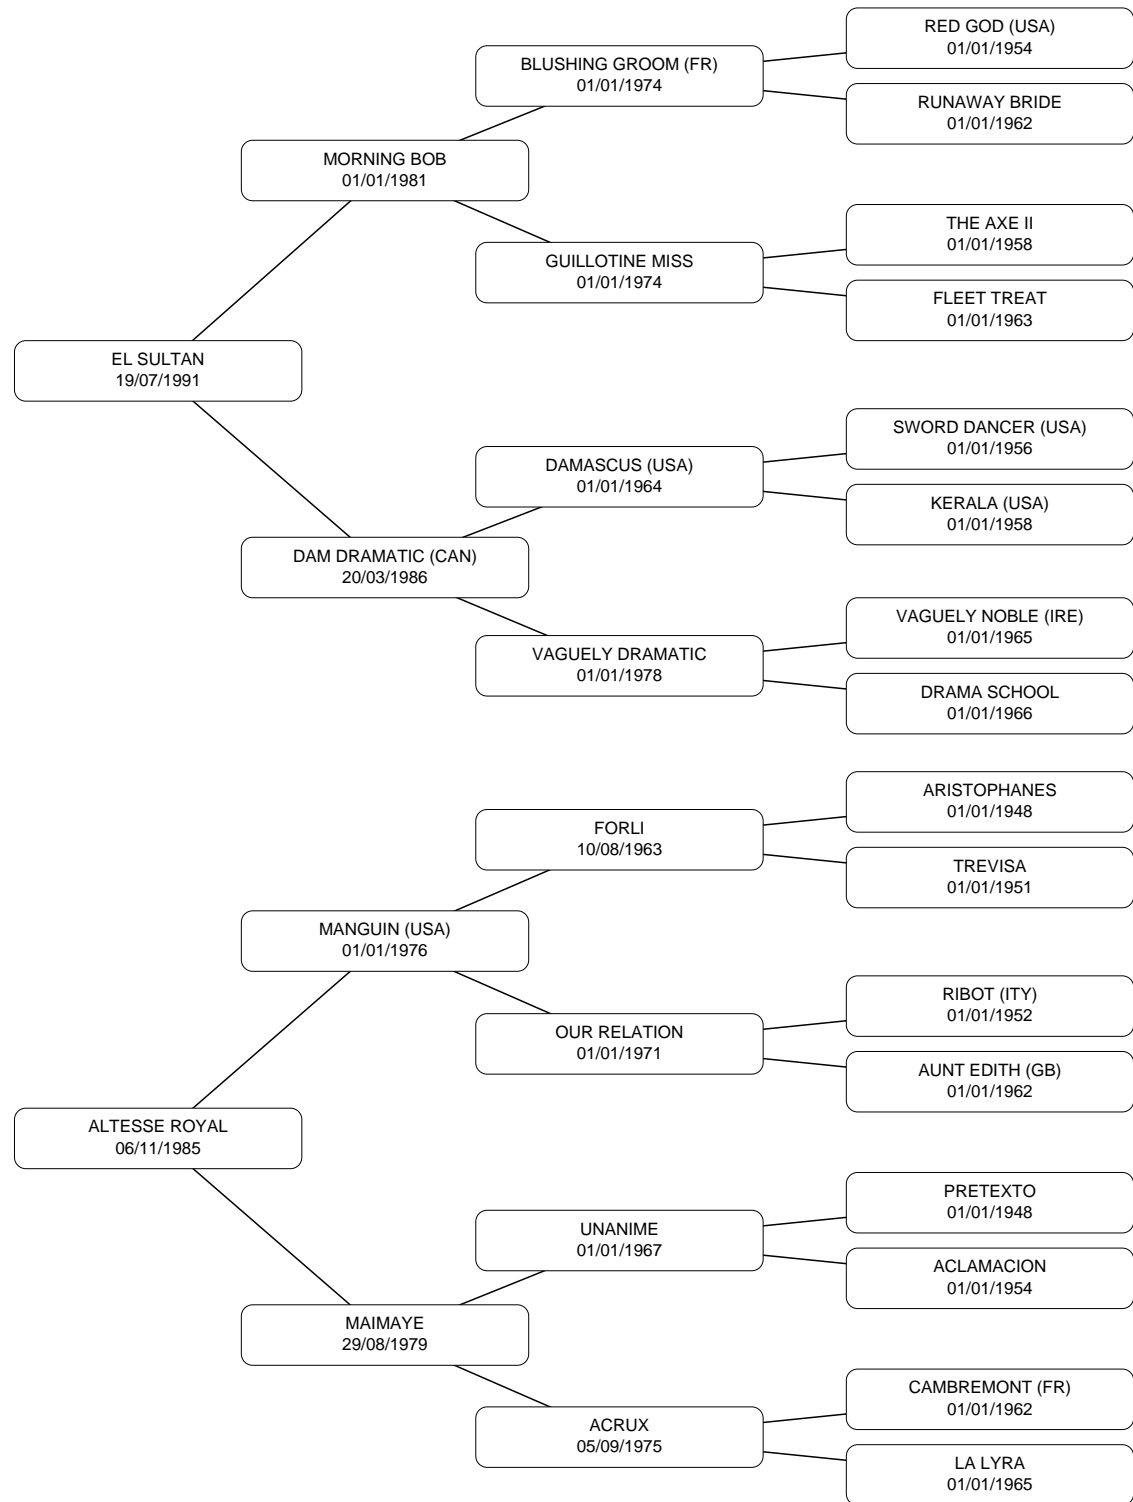 RED GOD (USA)
01/01/1954
BLUSHING GROOM (FR)
01/01/1974
RUNAWAY BRIDE
01/01/1962
MORNING BOB
01/01/1981
THE AXE II
01/01/1958
GUILLOTINE MISS
01/01/1974
FLEET TREAT
01/01/1963
EL SULTAN
19/07/1991
SWORD DANCER (USA)
01/01/1956
DAMASCUS (USA)
01/01/1964
KERALA (USA)
01/01/1958
DAM DRAMATIC (CAN)
20/03/1986
VAGUELY NOBLE (IRE)
01/01/1965
VAGUELY DRAMATIC
01/01/1978
DRAMA SCHOOL
01/01/1966
ARISTOPHANES
01/01/1948
FORLI
10/08/1963
TREVISA
01/01/1951
MANGUIN (USA)
01/01/1976
RIBOT (ITY)
01/01/1952
OUR RELATION
01/01/1971
AUNT EDITH (GB)
01/01/1962
ALTESSE ROYAL
06/11/1985
PRETEXTO
01/01/1948
UNANIME
01/01/1967
ACLAMACION
01/01/1954
MAIMAYE
29/08/1979
CAMBREMONT (FR)
01/01/1962
ACRUX
05/09/1975
LA LYRA
01/01/1965